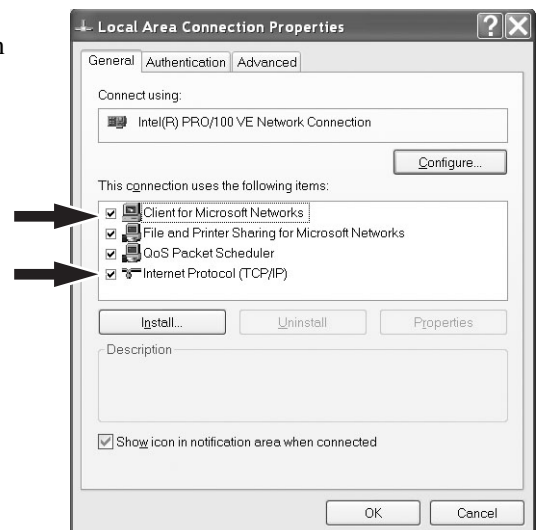 n
Local Area Connection Properties
General Authentication Advanced
Connect using:
Intel(R) PRO/100 VE Network Connection
Configure...
This connection uses the following items:
Client for Microsoft Networks
File and Printer Sharing for Microsoft Networks
QoS Packet Scheduler
Internet Protocol (TCP/IP)
Install... Uninstall Properties
Description
Show icon in notification area when connected
OK Cancel